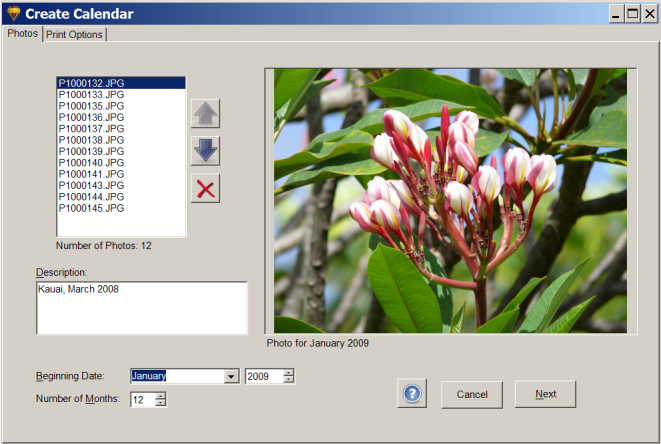 Create Calendar
Photos
Print Options
P1000132.JPG
P1000133.JPG
P1000135.JPG
P1000136.JPG
P1000137.JPG
P1000138.JPG
P1000139.JPG
P1000140.JPG
P1000141.JPG
P1000143.JPG
P1000144.JPG
P1000145.JPG
Number of Photos: 12
Description:
Kauai, March 2008
Photo for January 2009
Beginning Date: January 2009
Number of Months: 12
? Cancel Next